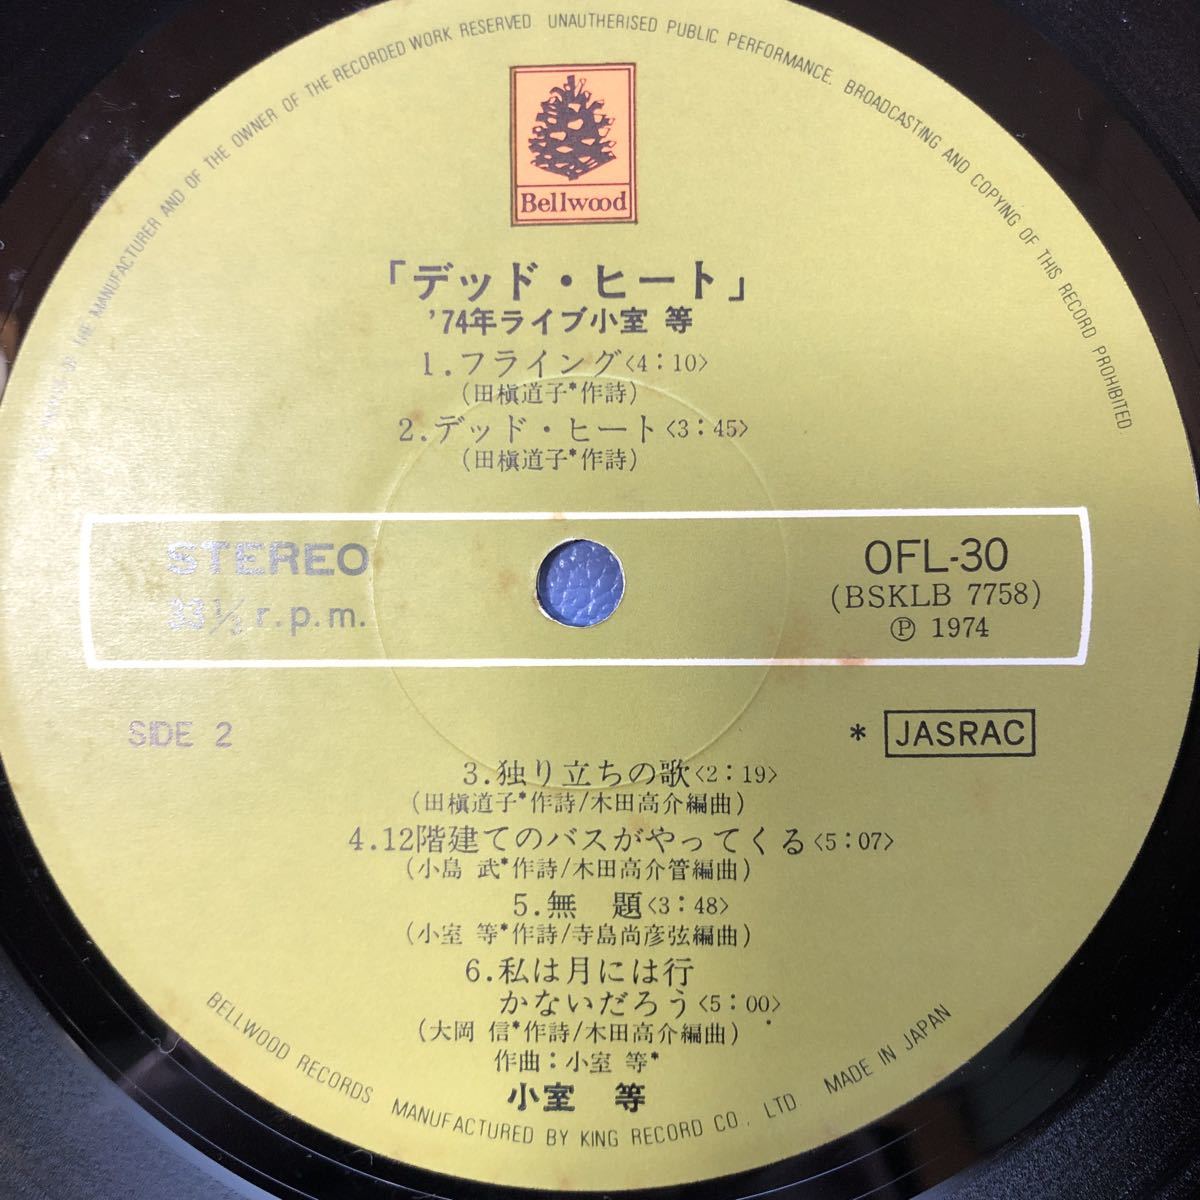 OF THE MANUFACTURER AND OF THE OWNER OF THE RECORDED WORK RESERVED. UNAUTHORISED PUBLIC PERFORMANCE, BROADCASTING AND COPYING OF THIS RECORD PROHIBITED
Bellwood
「デッド・ヒート」
'74年ライブ小室 等
1.フライング<4:10>
(田槇道子*作詩)
2.デッド・ヒート<3:45>
(田槇道子*作詩)
STEREO
33⅓ r.p.m.
OFL-30
(BSKLB 7758)
Ⓟ 1974
SIDE 2
* JASRAC
3.独り立ちの歌<2:19>
(田槇道子*作詩/木田高介編曲)
4.12階建てのバスがやってくる<5:07>
(小島 武*作詩/木田高介管編曲)
5.無 題<3:48>
(小室 等*作詩/寺島尚彦弦編曲)
6.私は月には行
かないだろう<5:00>
(大岡 信*作詩/木田高介編曲)
作曲:小室 等*
小室 等
BELLWOOD RECORDS MANUFACTURED BY KING RECORD CO., LTD. MADE IN JAPAN